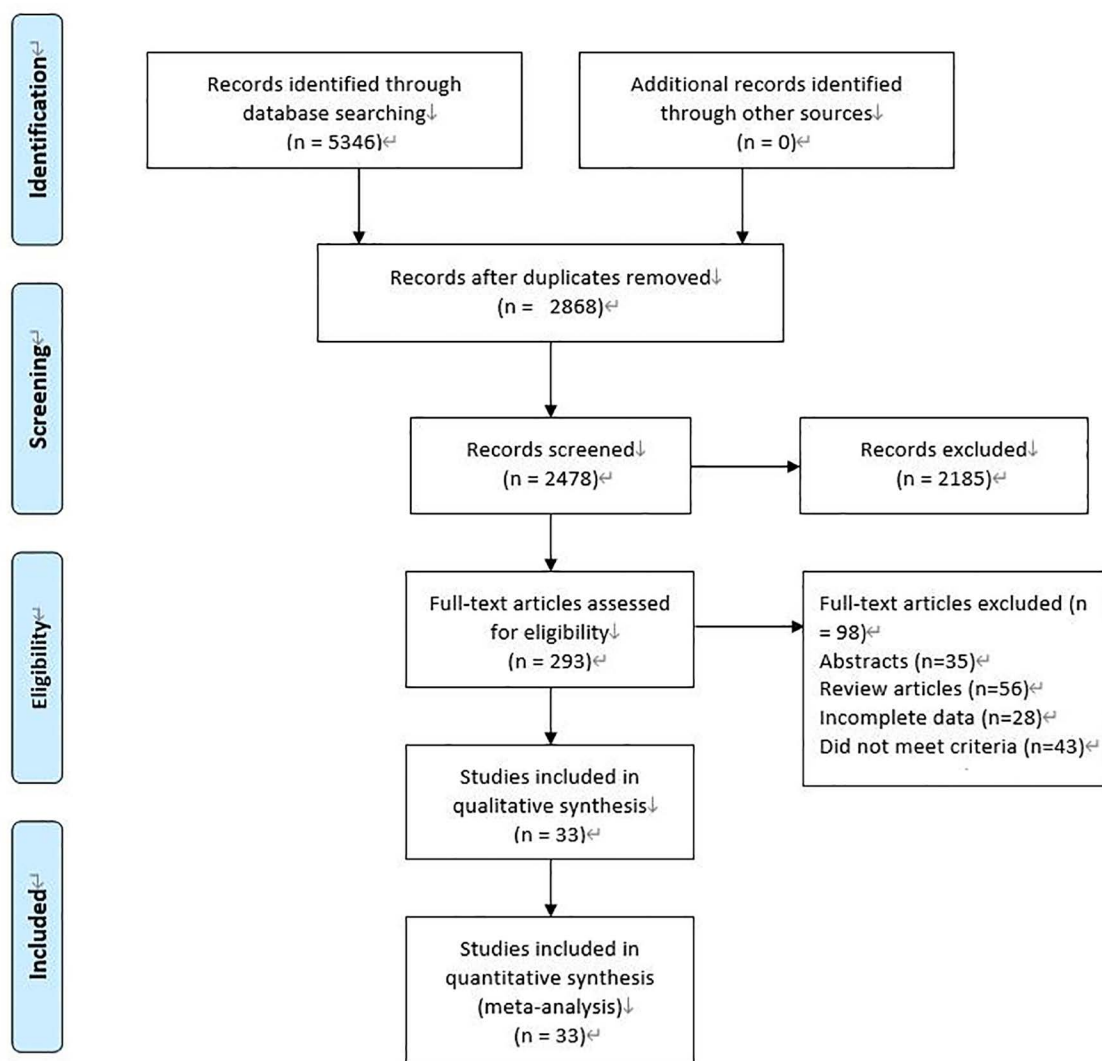 Identification↵
Records identified through
database searching↓
(n = 5346)↵
Additional records identified
through other sources↓
(n = 0)↵
Records after duplicates removed↓
(n = 2868)↵
Screening↵
Records screened↓
(n = 2478)↵
Records excluded↓
(n = 2185)↵
Eligibility↵
Full-text articles assessed
for eligibility↓
(n = 293)↵
Full-text articles excluded (n
= 98)↵
Abstracts (n=35)↵
Review articles (n=56)↵
Incomplete data (n=28)↵
Did not meet criteria (n=43)↵
Studies included in
qualitative synthesis↓
(n = 33)↵
Included↵
Studies included in
quantitative synthesis
(meta-analysis)↓
(n = 33)↵